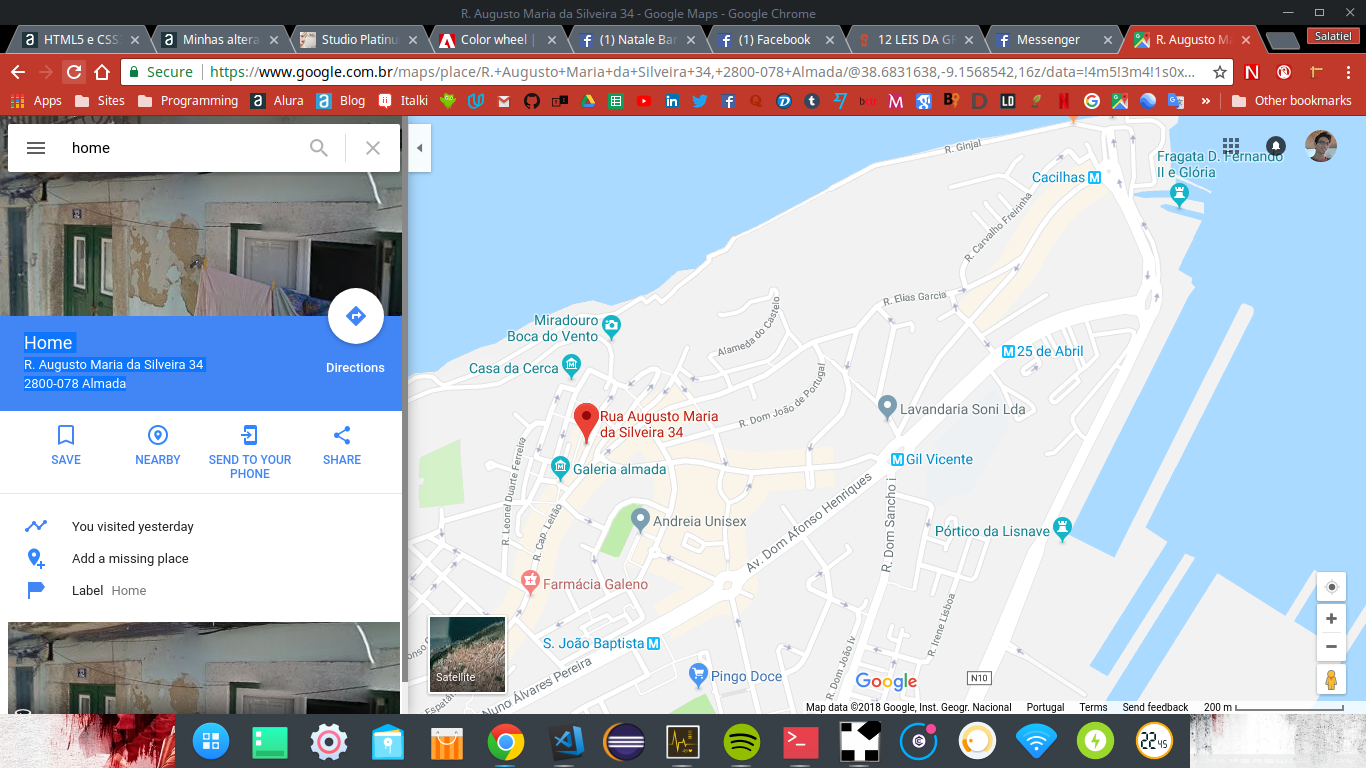 R. Augusto Maria da Silveira 34 - Google Maps - Google Chrome
HTML5 e CSS
Minhas altera
Studio Platinu
Color wheel |
(1) Natale Bar
(1) Facebook
12 LEIS DA GR
Messenger
R. Augusto M
Salatiel
Secure
https://www.google.com.br/maps/place/R.+Augusto+Maria+da+Silveira+34,+2800-078+Almada/@38.6831638,-9.1568542,16z/data=!4m5!3m4!1s0x...
Apps
Sites
Programming
Alura
Blog
Italki
»
Other bookmarks
home
Home
R. Augusto Maria da Silveira 34
2800-078 Almada
Directions
SAVE
NEARBY
SEND TO YOUR
PHONE
SHARE
You visited yesterday
Add a missing place
Label Home
R. Ginjal
Cacilhas M
Fragata D. Fernando
II e Glória
R. Carvalho Freirinha
R. Elias Garcia
Miradouro
Boca do Vento
Alameda do Castelo
M 25 de Abril
Casa da Cerca
R. Dom João de Portugal
Lavandaria Soni Lda
Rua Augusto Maria
da Silveira 34
Galeria almada
M Gil Vicente
R. Leonel Duarte Ferreira
R. Cap. Leitão
Andreia Unisex
Av. Dom Afonso Henriques
R. Dom Sancho i
Pórtico da Lisnave
Farmácia Galeno
R. Irene Lisboa
S. João Baptista M
R. Dom João Iv
Nuno Álvares Pereira
Pingo Doce
N10
Satellite
Google
Map data ©2018 Google, Inst. Geogr. Nacional
Portugal
Terms
Send feedback
200 m
22:45